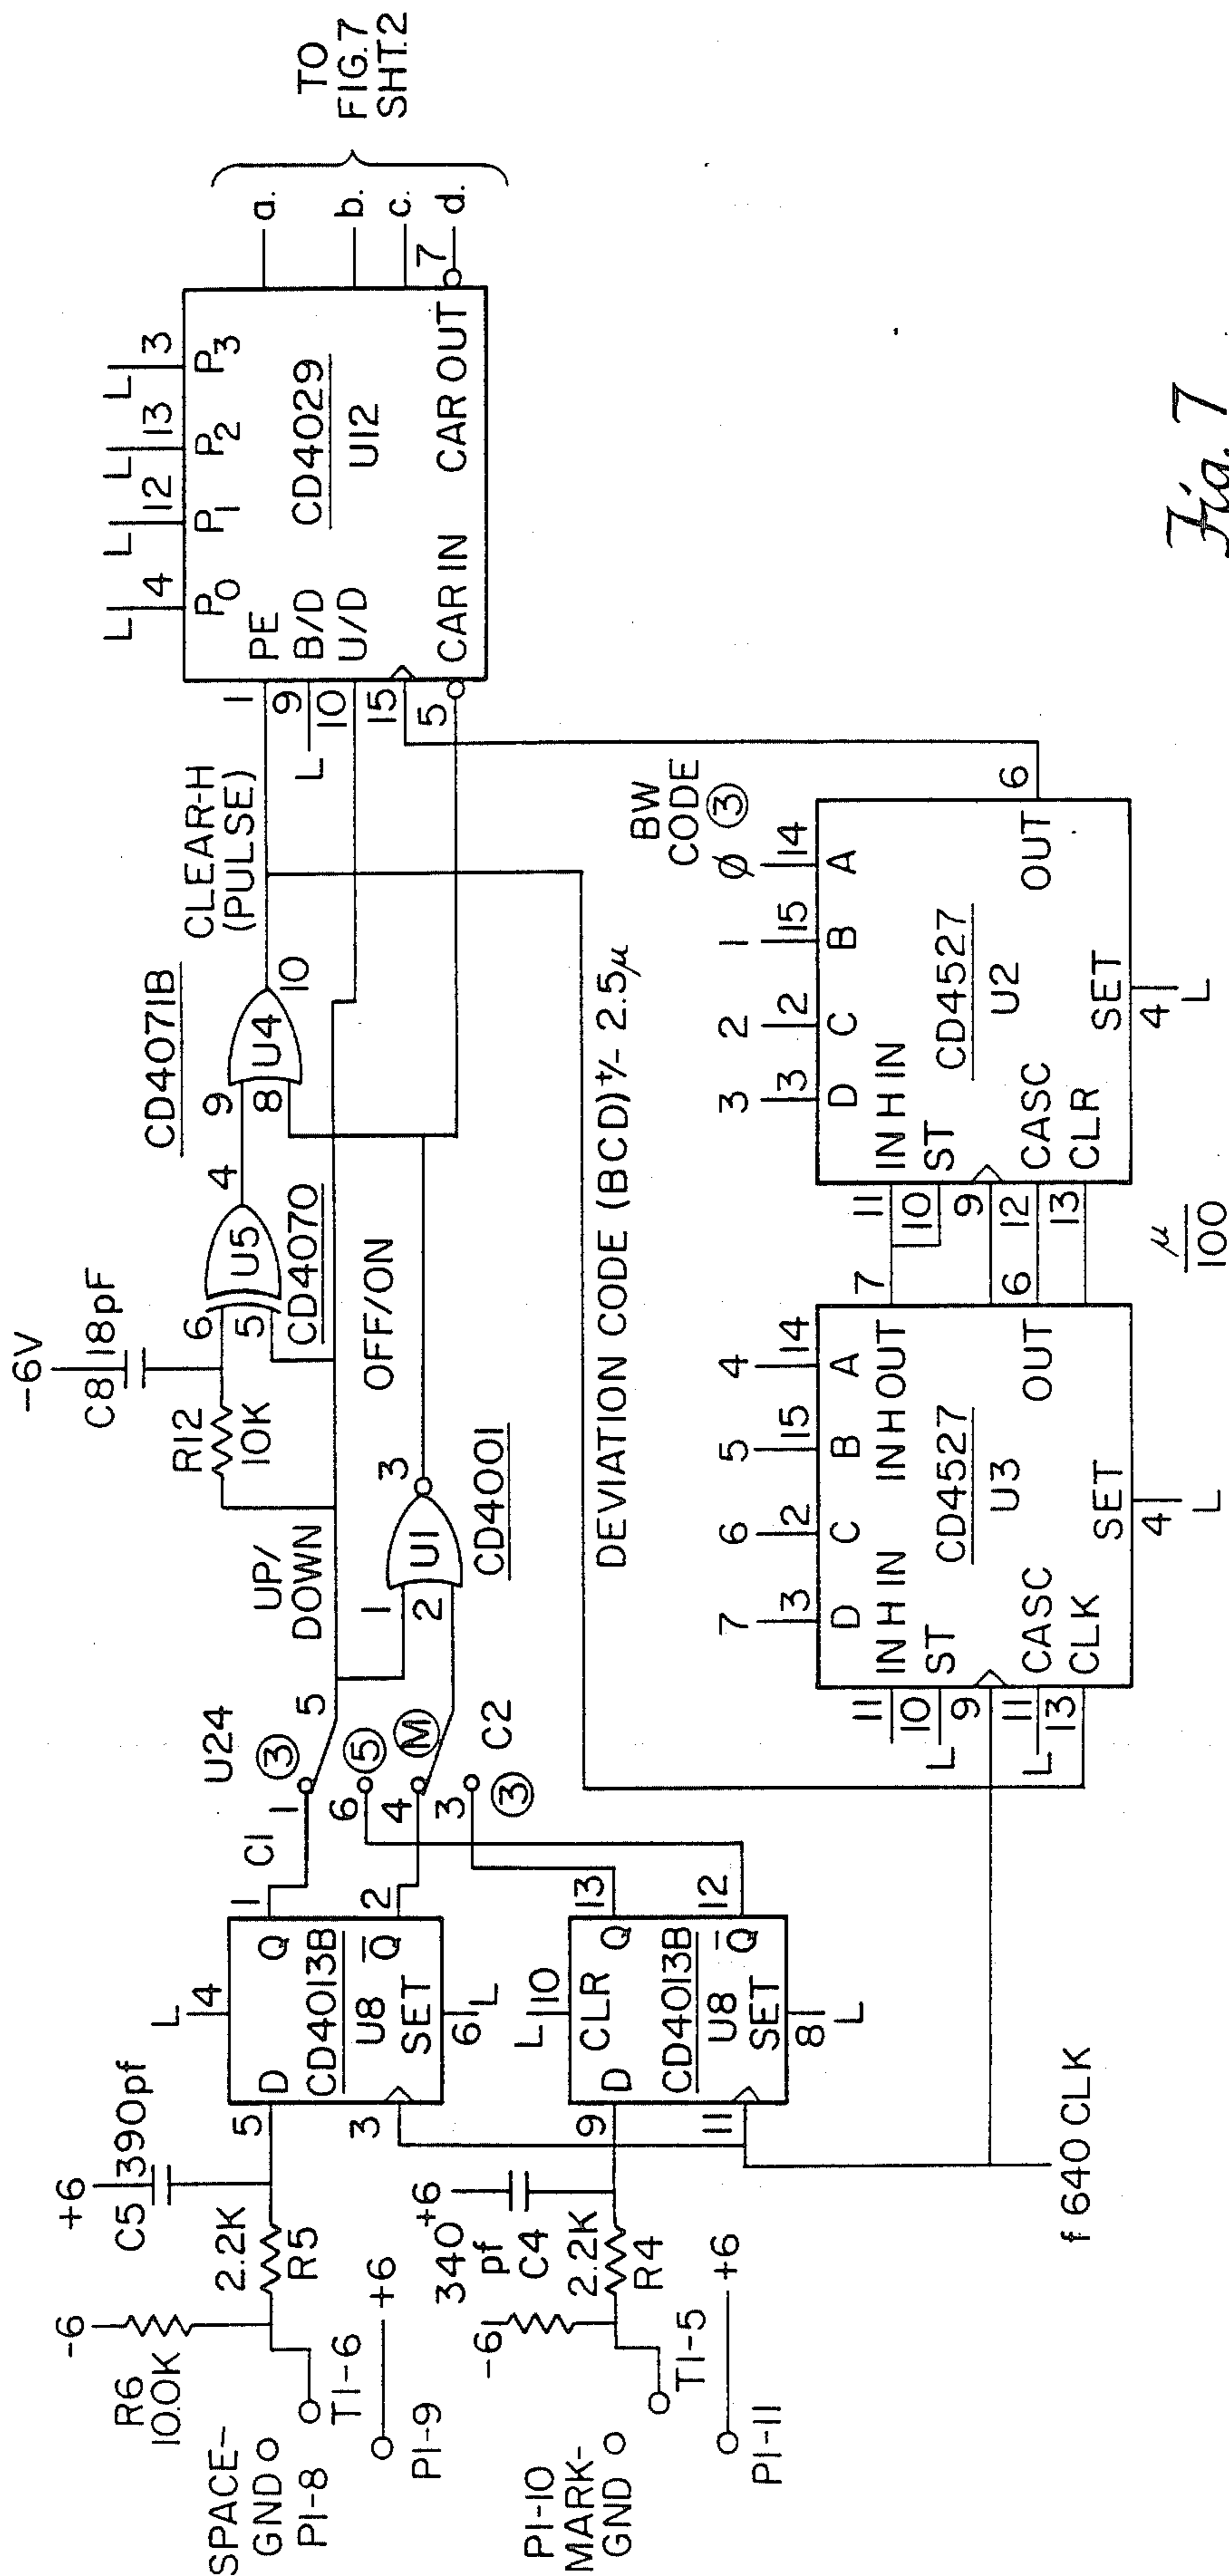 -6V
C8 18pF
R12
10K
6
5
U5
4
CD4070
CD4071B
9
8
U4
10
CLEAR-H
(PULSE)
L
4
L
12
L
13
L
3
P0
P1
P2
P3
1
PE
9
L
B/D
10
U/D
15
5
CAR IN
CD4029
U12
CAR OUT
7
a.
b.
c.
d.
TO
FIG.7
SHT.2
UP/
DOWN
OFF/ON
1
2
U1
3
CD4001
U24
C1
1
③
5
6
⑤
4
Ⓜ
3
③
C2
+6
C5 390pf
-6
R6
10.0K
2.2K
R5
SPACE-
GND
P1-8
T1-6
P1-9
+6
L
4
5
D
Q
1
CD4013B
U8
3
Q
2
SET
6
L
340
pf
+6
C4
-6
2.2K
R4
P1-10
MARK-
GND
T1-5
P1-11
+6
L
10
CLR
9
D
Q
13
CD4013B
U8
11
Q
12
SET
8
L
f 640 CLK
DEVIATION CODE (BCD)+/- 2.5μ
7
6
5
4
3
2
15
14
D
C
B
A
11
INH IN
INH OUT
7
L
10
ST
9
CD4527
U3
L
11
CASC
OUT
6
13
CLK
SET
4
L
BW
CODE
③
3
2
1
Ø
3
2
15
14
D
C
B
A
11
INH IN
10
ST
9
CD4527
U2
12
CASC
OUT
6
13
CLR
SET
4
L
μ
100
Fig. 7